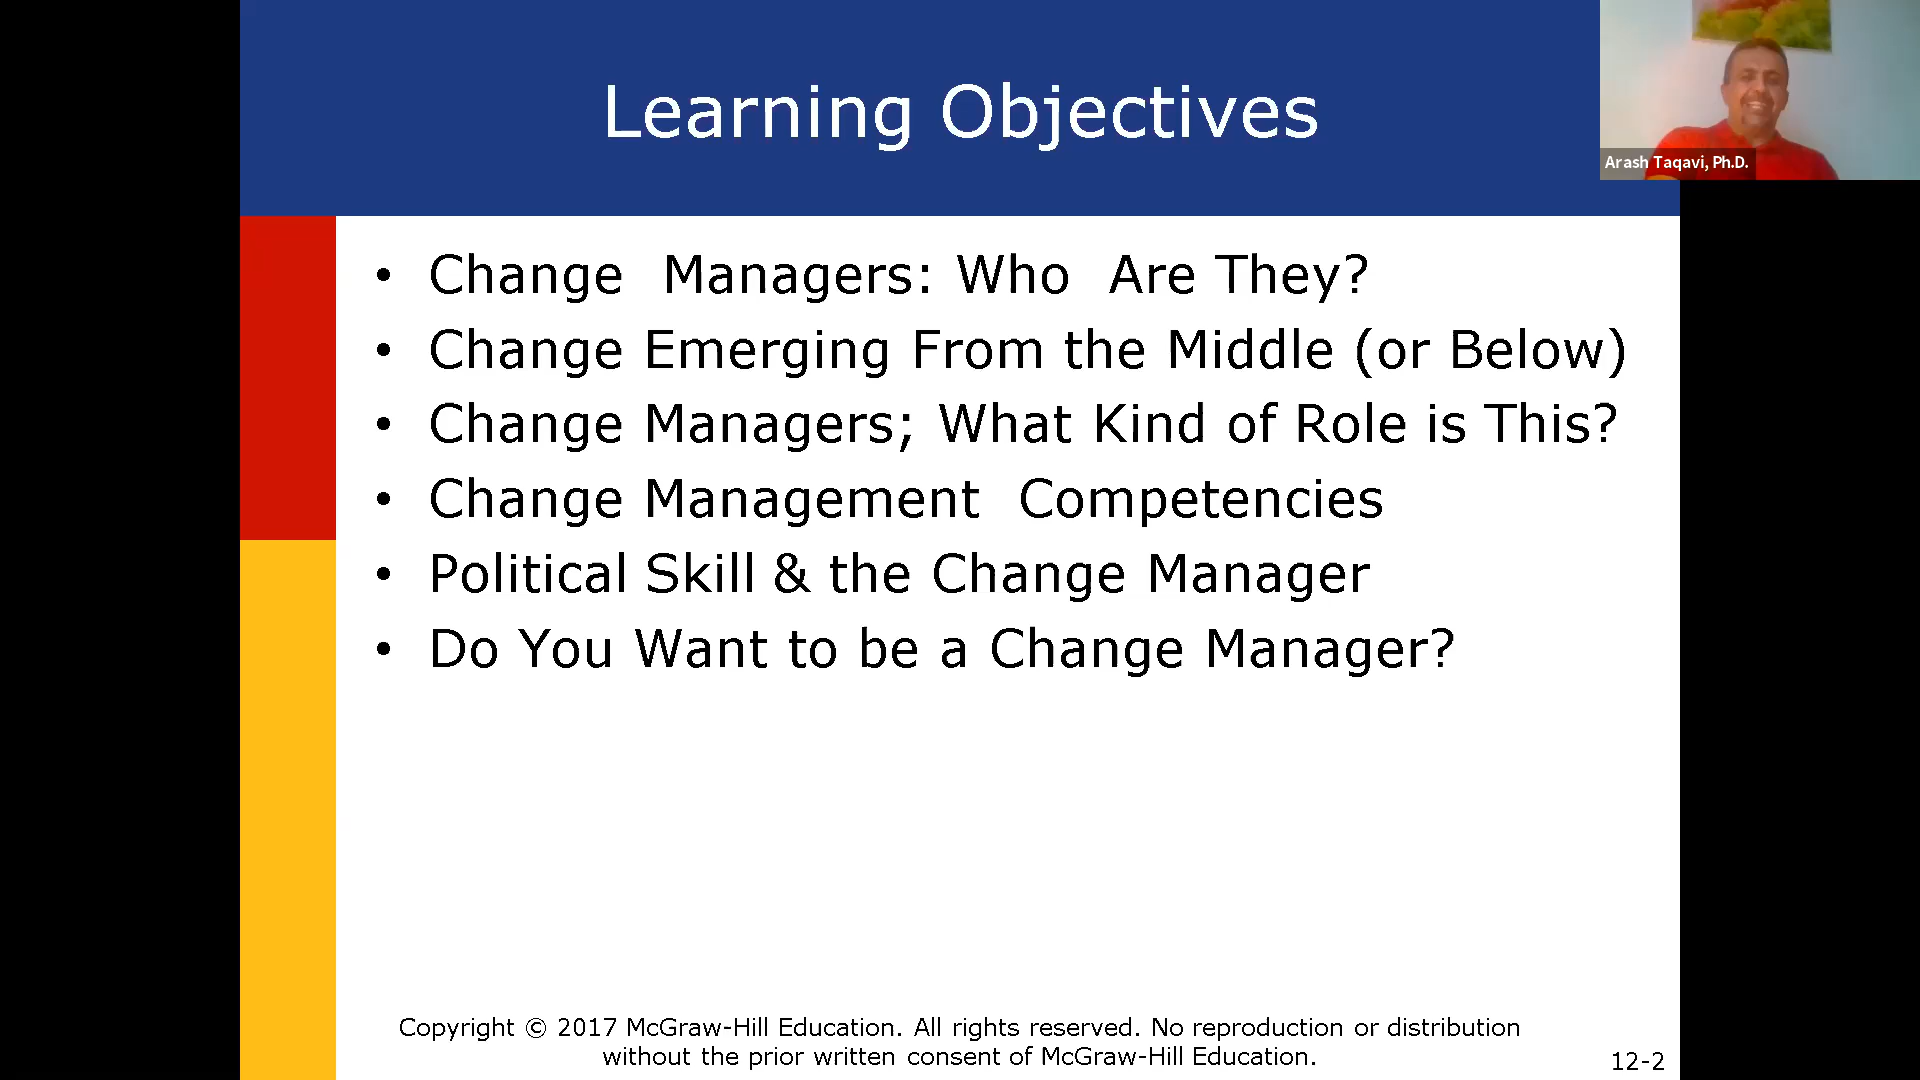 Learning Objectives
Arash Taqavi, Ph.D.
• Change Managers: Who Are They?
• Change Emerging From the Middle (or Below)
• Change Managers; What Kind of Role is This?
• Change Management Competencies
• Political Skill & the Change Manager
• Do You Want to be a Change Manager?
Copyright © 2017 McGraw-Hill Education. All rights reserved. No reproduction or distribution
without the prior written consent of McGraw-Hill Education.
12-2